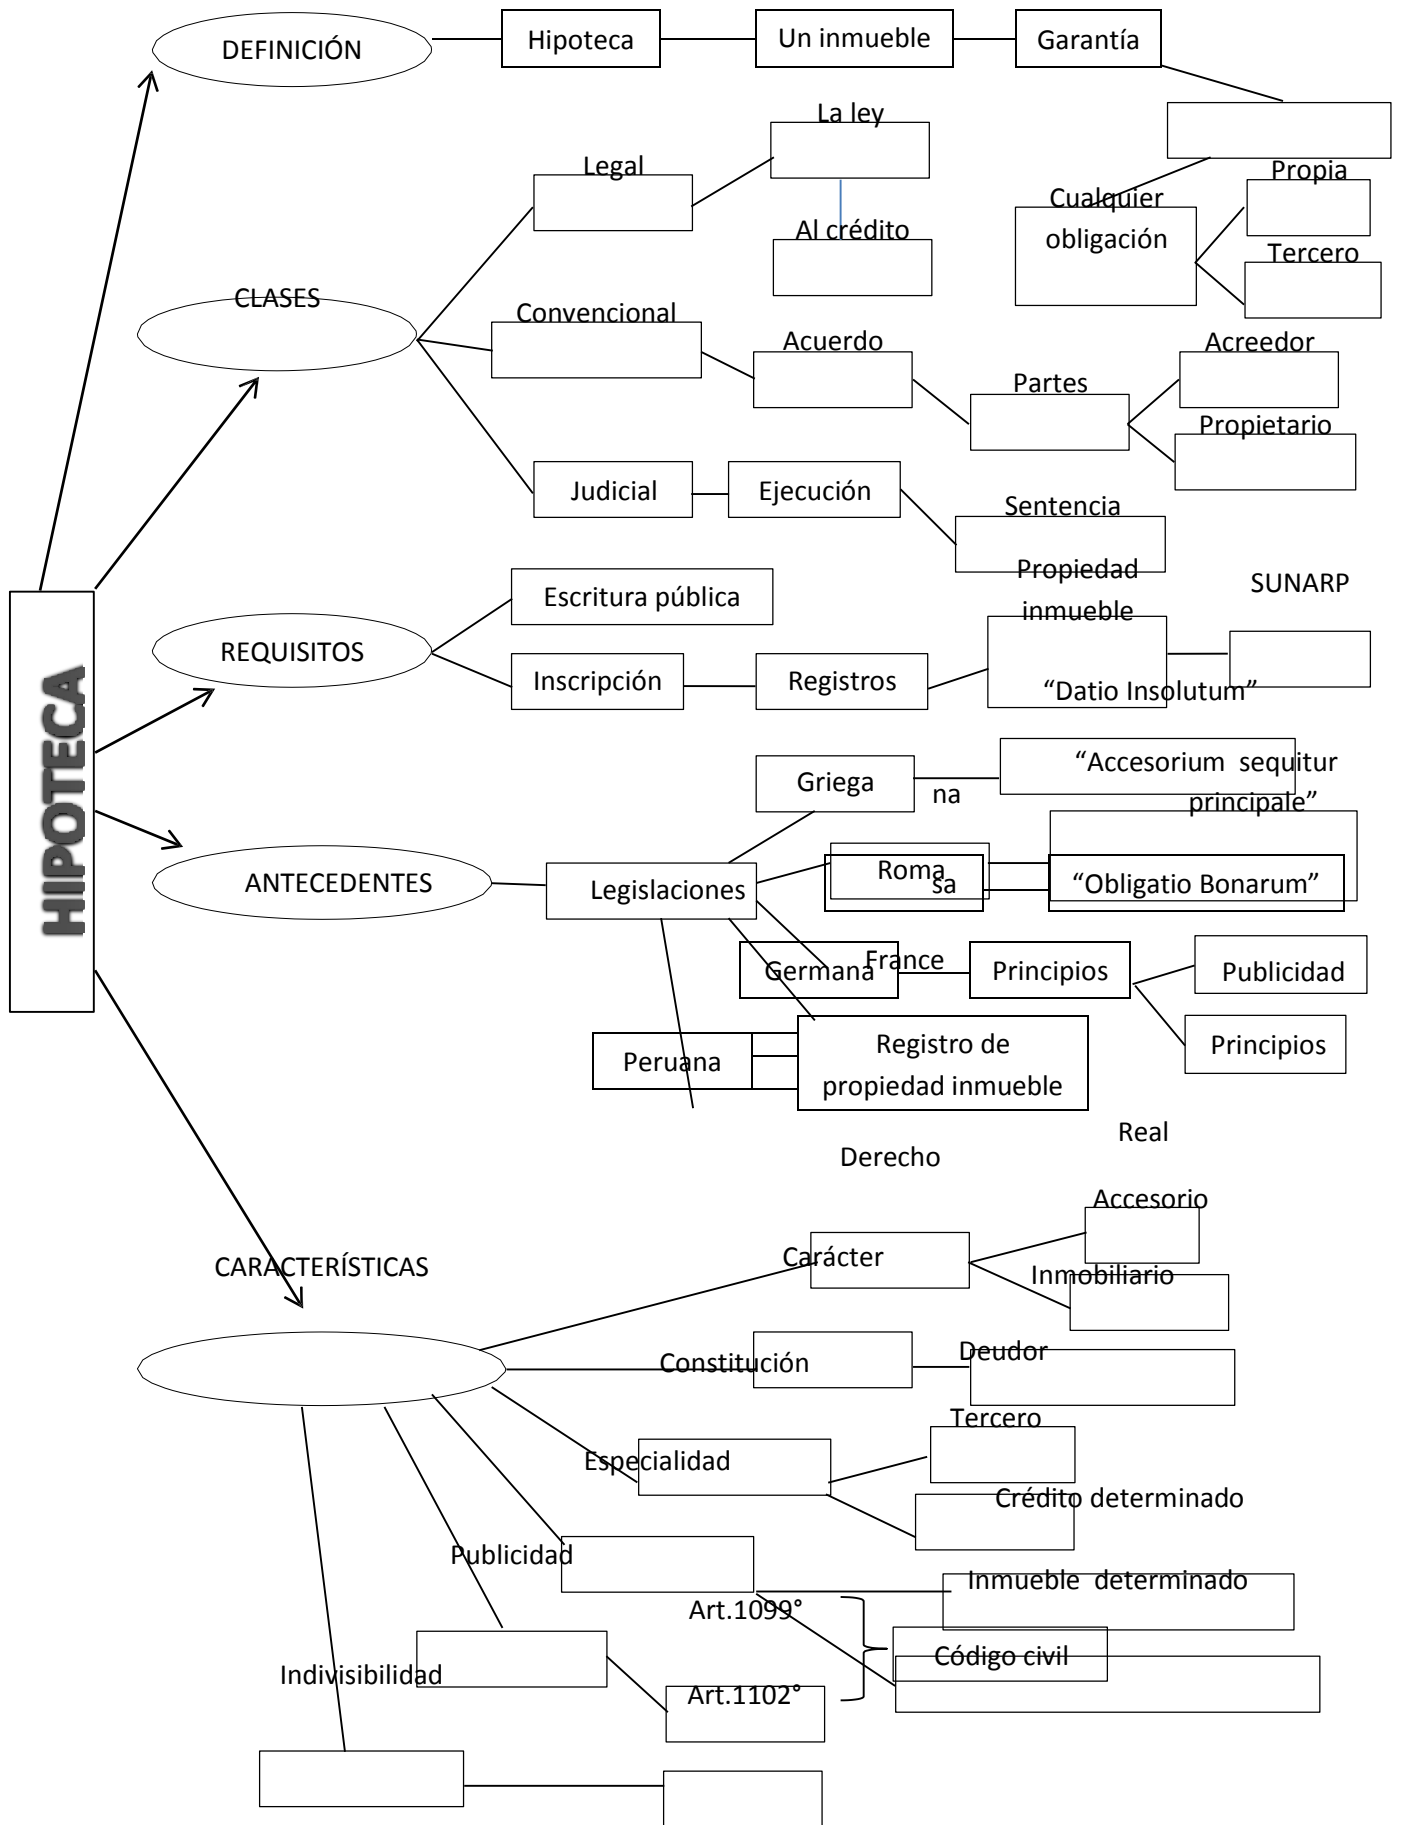 DEFINICIÓN
Hipoteca
Un inmueble
Garantía
La ley
Legal
Propia
Cualquier
obligación
Al crédito
Tercero
CLASES
Convencional
Acuerdo
Acreedor
Partes
Propietario
Judicial
Ejecución
Sentencia
Propiedad
inmueble
SUNARP
Escritura pública
REQUISITOS
Inscripción
Registros
“Datio Insolutum”
HIPOTECA
Griega
na
“Accesorium sequitur
principale”
ANTECEDENTES
Legislaciones
Roma
sa
“Obligatio Bonarum”
Germana
France
Principios
Publicidad
Peruana
Registro de
propiedad inmueble
Principios
Real
Derecho
Accesorio
CARACTERÍSTICAS
Carácter
Inmobiliario
Constitución
Deudor
Tercero
Especialidad
Crédito determinado
Publicidad
Inmueble determinado
Art.1099°
Código civil
Indivisibilidad
Art.1102°